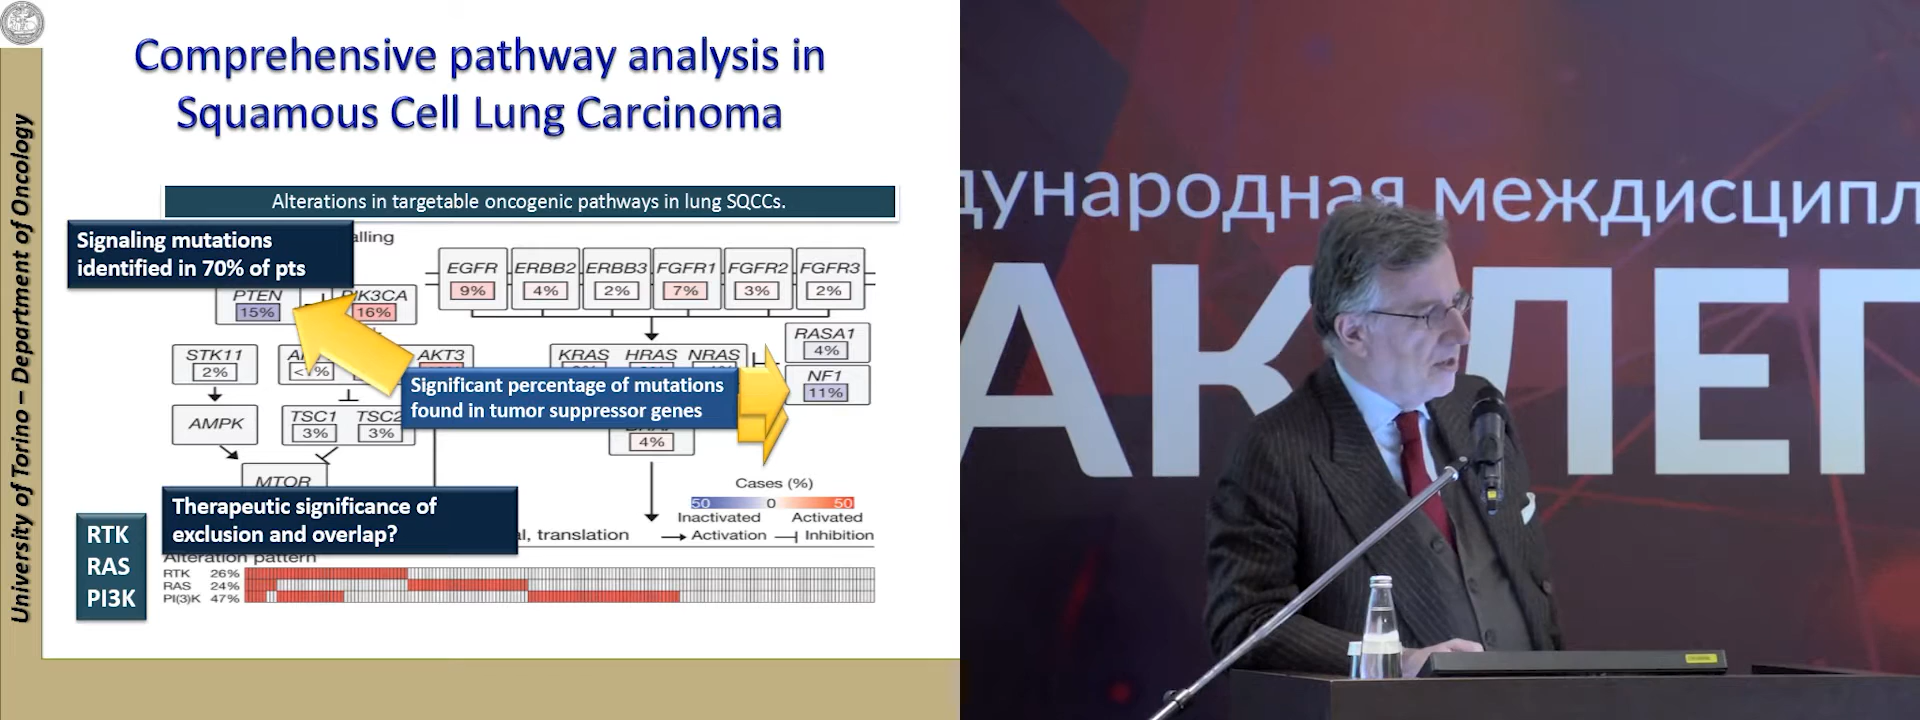 Comprehensive pathway analysis in
Squamous Cell Lung Carcinoma
University of Torino – Department of Oncology
Alterations in targetable oncogenic pathways in lung SQCCs.
Signaling mutations
identified in 70% of pts
alling
EGFR ERBB2 ERBB3 FGFR1 FGFR2 FGFR3
9% 4% 2% 7% 3% 2%
PTEN PIK3CA
15% 16%
RASA1
4%
STK11 AKT3 KRAS HRAS NRAS
2% <1%
NF1
11%
Significant percentage of mutations
found in tumor suppressor genes
AMPK TSC1 TSC2
3% 3%
4%
MTOR
Cases (%)
50 0 50
Inactivated Activated
Activation Inhibition
Therapeutic significance of
exclusion and overlap?
l, translation
RTK
RAS
PI3K
Alteration pattern
RTK 26%
RAS 24%
PI(3)K 47%
дународная междисципл